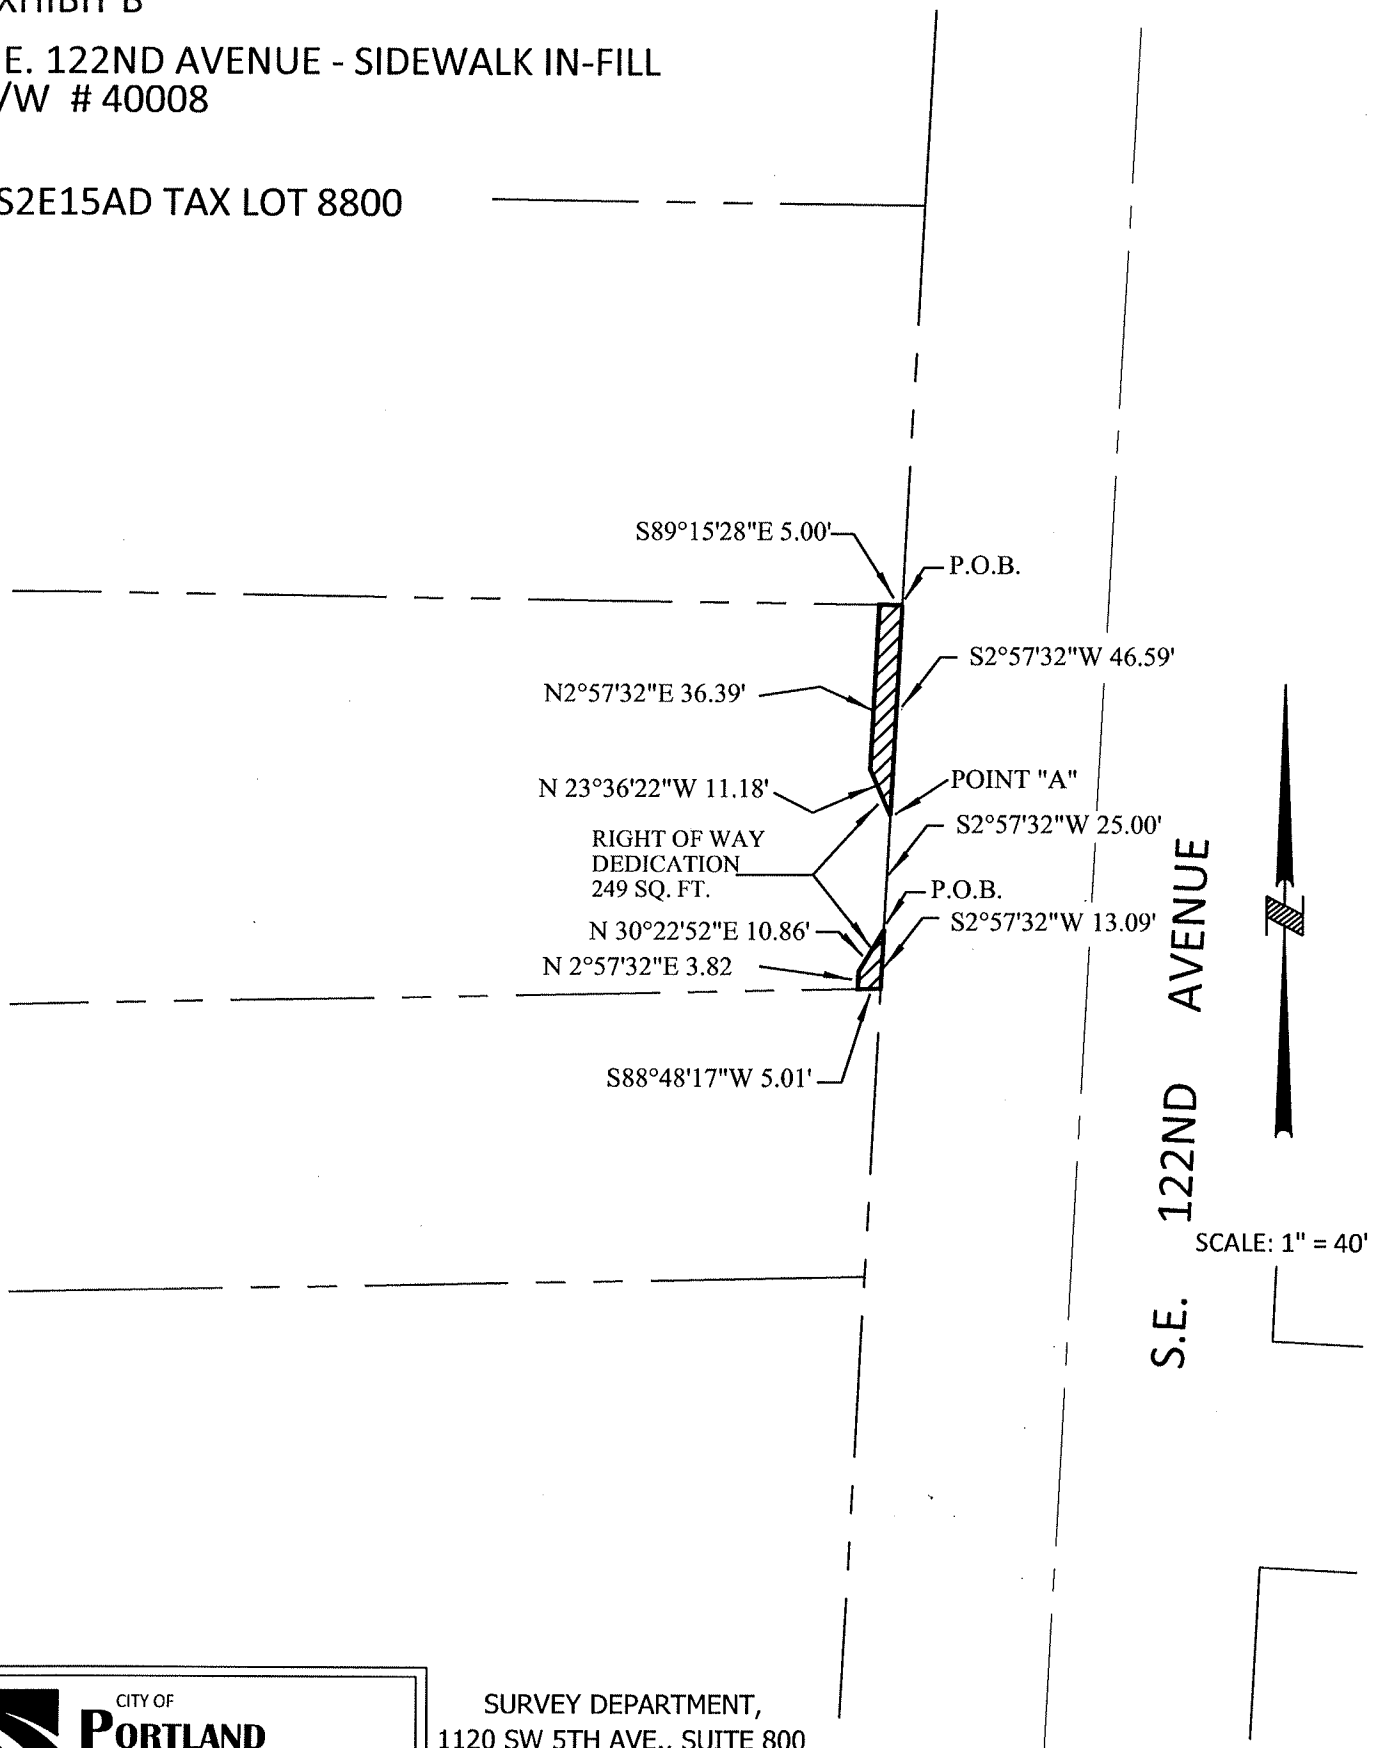 XHIBIT B
E. 122ND AVENUE - SIDEWALK IN-FILL
/W # 40008
S2E15AD TAX LOT 8800
S89°15'28"E 5.00'
P.O.B.
S2°57'32"W 46.59'
N2°57'32"E 36.39'
N 23°36'22"W 11.18'
POINT "A"
S2°57'32"W 25.00'
RIGHT OF WAY
DEDICATION
249 SQ. FT.
P.O.B.
S2°57'32"W 13.09'
N 30°22'52"E 10.86'
N 2°57'32"E 3.82
S88°48'17"W 5.01'
S.E. 122ND AVENUE
SCALE: 1" = 40'
CITY OF
PORTLAND
SURVEY DEPARTMENT,
1120 SW 5TH AVE., SUITE 800